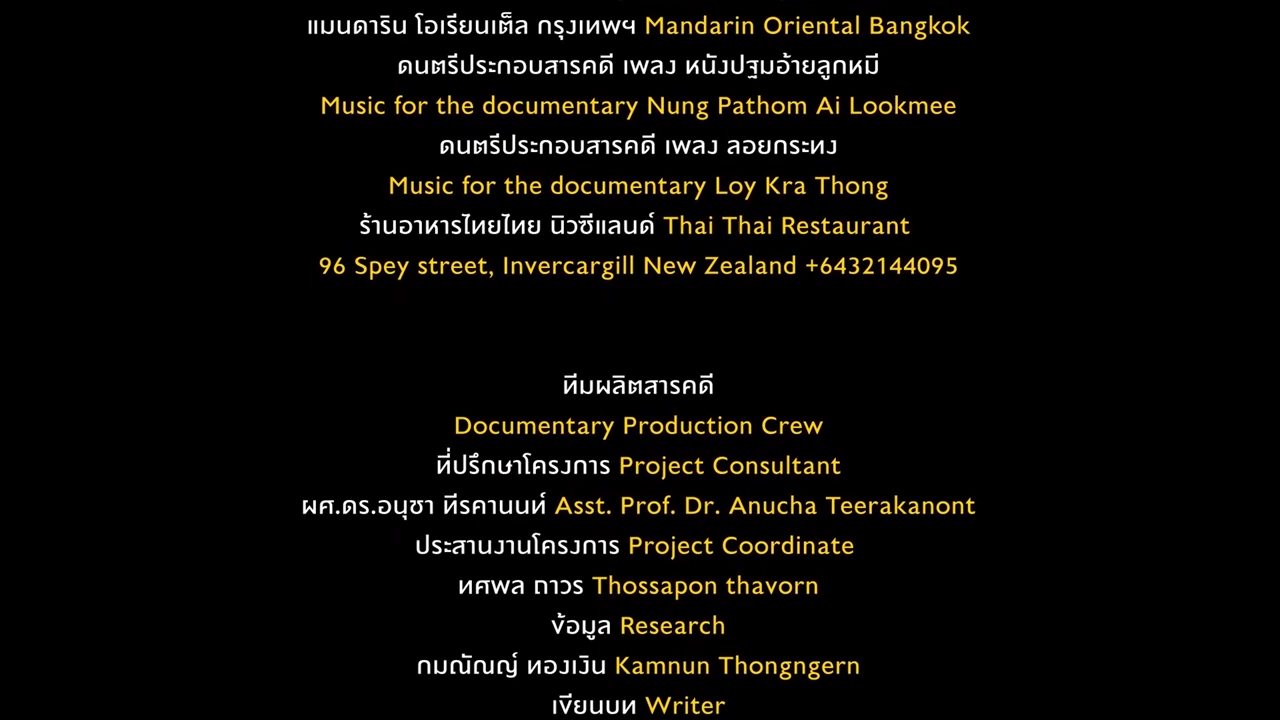 แมนดาริน โอเรียนเต็ล กรุงเทพฯ Mandarin Oriental Bangkok
ดนตรีประกอบสารคดี เพลง หนังปฐมอ้ายลูกหมี
Music for the documentary Nung Pathom Ai Lookmee
ดนตรีประกอบสารคดี เพลง ลอยกระทง
Music for the documentary Loy Kra Thong
ร้านอาหารไทยไทย นิวซีแลนด์ Thai Thai Restaurant
96 Spey street, Invercargill New Zealand +6432144095
ทีมผลิตสารคดี
Documentary Production Crew
ที่ปรึกษาโครงการ Project Consultant
ผศ.ดร.อนุชา ทีรคานนท์ Asst. Prof. Dr. Anucha Teerakanont
ประสานงานโครงการ Project Coordinate
ทศพล ถาวร Thossapon thavorn
ข้อมูล Research
กมณัณญ์ ทองเงิน Kamnun Thongngern
เขียนบท Writer